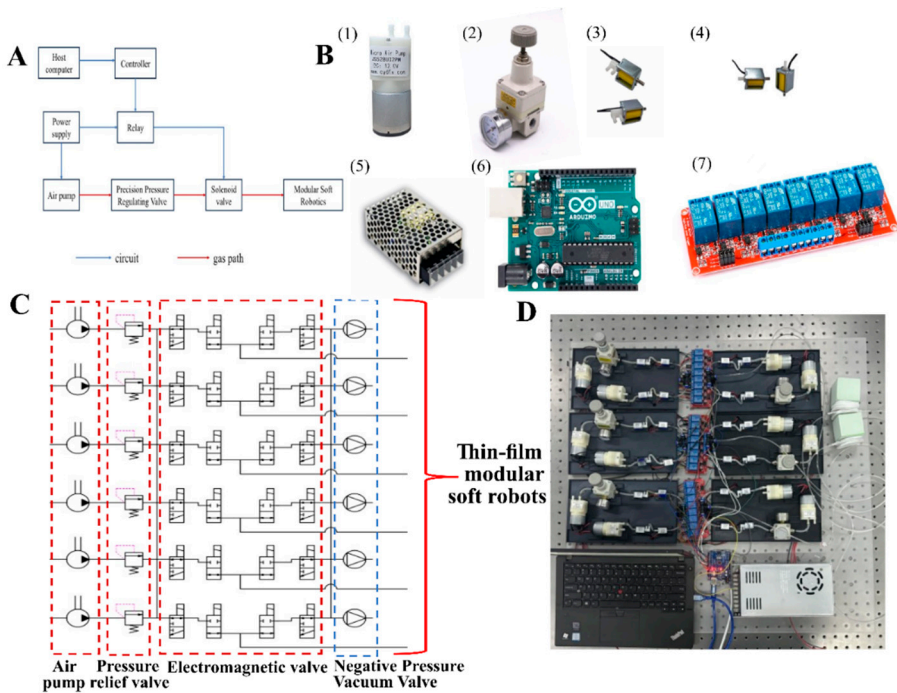 A
Host
computer
Controller
Power
supply
Relay
Air pump
Precision Pressure
Regulating Valve
Solenoid
valve
Modular Soft
Robotics
circuit
gas path
B
(1)
(2)
(3)
(4)
(5)
(6)
(7)
ARDUINO
UNO
C
Air
pump
Pressure
relief valve
Electromagnetic valve
Negative Pressure
Vacuum Valve
Thin-film
modular
soft robots
D